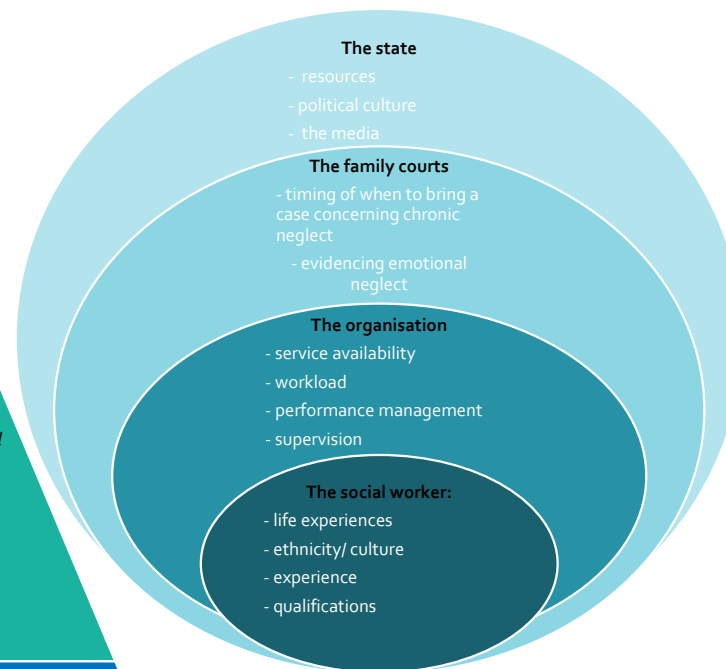 The state
- resources
- political culture
- the media
The family courts
- timing of when to bring a
case concerning chronic
neglect
- evidencing emotional
neglect
The organisation
- service availability
- workload
- performance management
- supervision
The social worker:
- life experiences
- ethnicity/ culture
- experience
- qualifications